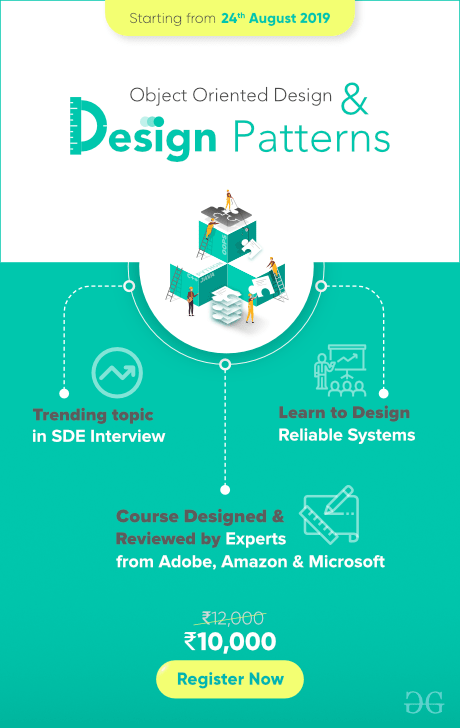 Starting from 24th August 2019
Object Oriented Design &
Design Patterns
Trending topic
in SDE Interview
Learn to Design
Reliable Systems
Course Designed &
Reviewed by Experts
from Adobe, Amazon & Microsoft
₹12,000
₹10,000
Register Now
GG